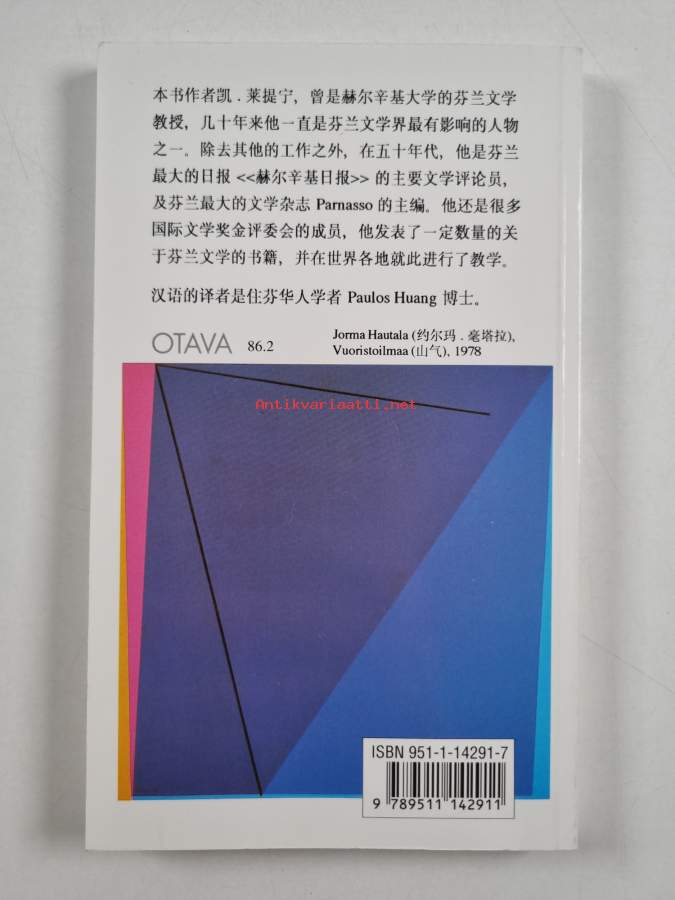 本书作者凯．莱提宁，曾是赫尔辛基大学的芬兰文学
教授，几十年来他一直是芬兰文学界最有影响的人物
之一。除去其他的工作之外，在五十年代，他是芬兰
最大的日报 <<赫尔辛基日报>> 的主要文学评论员，
及芬兰最大的文学杂志 Parnasso 的主编。他还是很多
国际文学奖金评委会的成员，他发表了一定数量的关
于芬兰文学的书籍，并在世界各地就此进行了教学。
汉语的译者是住芬华人学者 Paulos Huang 博士。
OTAVA 86.2
Jorma Hautala (约尔玛．毫塔拉),
Vuoristoilmaa (山气), 1978
Antikvariaatti.net
ISBN 951-1-14291-7
9 789511 142911